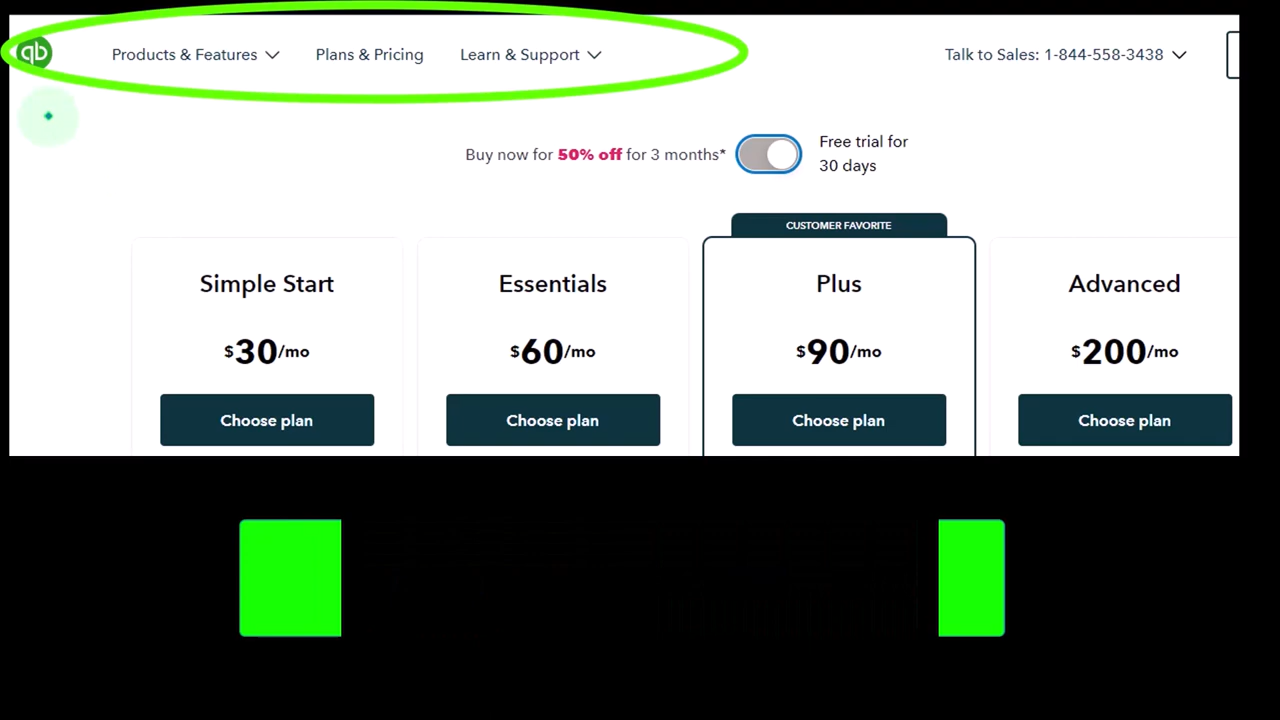 qb
Products & Features
Plans & Pricing
Learn & Support
Talk to Sales: 1-844-558-3438
Buy now for 50% off for 3 months*
Free trial for
30 days
CUSTOMER FAVORITE
Simple Start
Essentials
Plus
Advanced
$30/mo
$60/mo
$90/mo
$200/mo
Choose plan
Choose plan
Choose plan
Choose plan